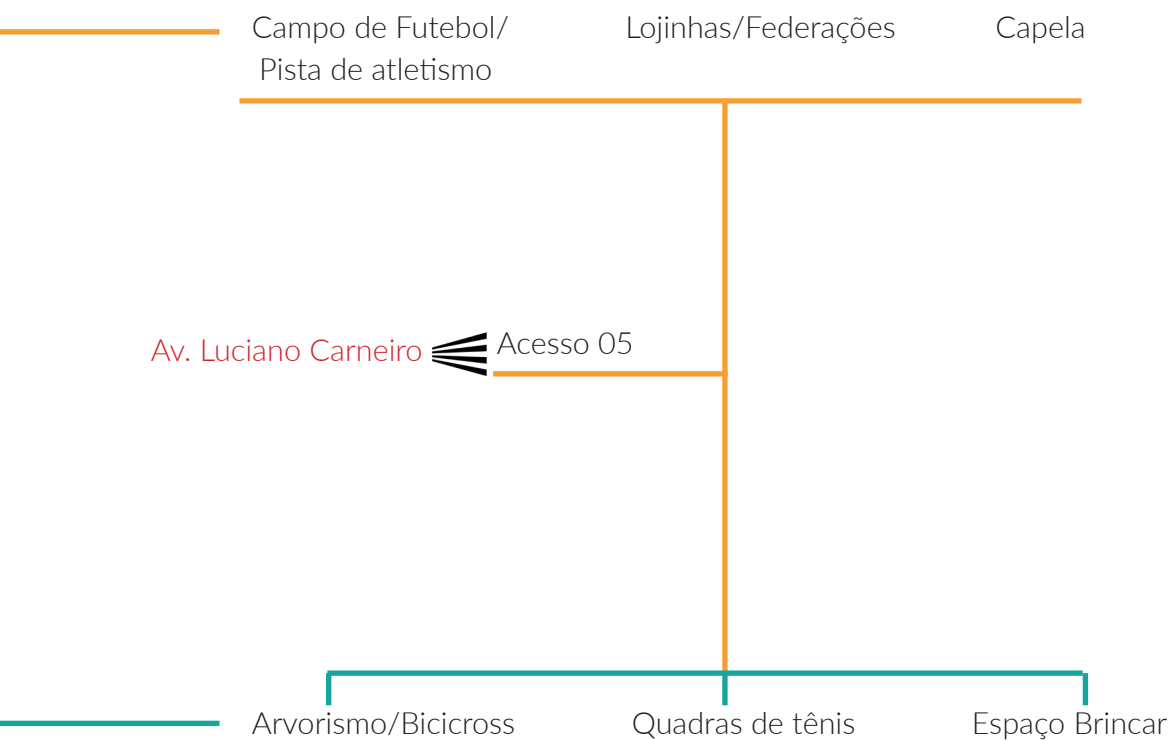 Campo de Futebol/
Pista de atletismo
Lojinhas/Federações
Capela
Av. Luciano Carneiro
Acesso 05
Arvorismo/Bicicross
Quadras de tênis
Espaço Brincar